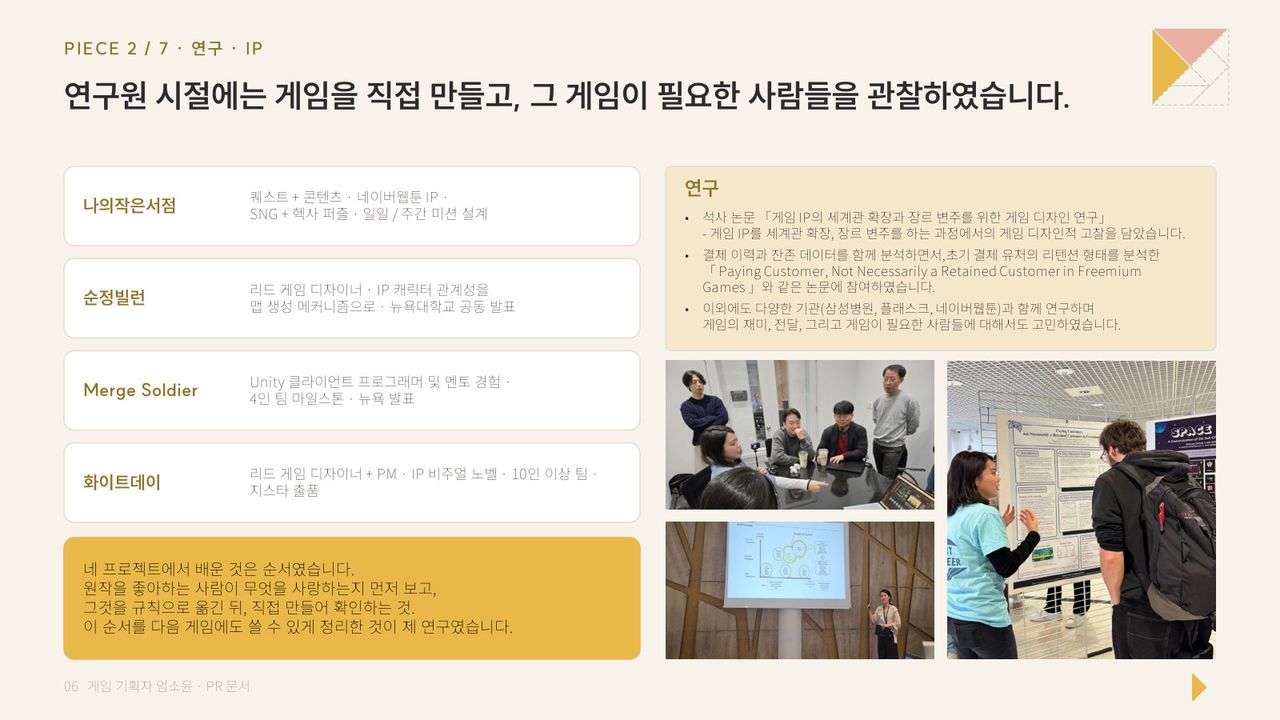 PIECE 2 / 7 · 연구 · IP
연구원 시절에는 게임을 직접 만들고, 그 게임이 필요한 사람들을 관찰하였습니다.
나의작은서점
퀘스트 + 콘텐츠 · 네이버웹툰 IP ·
SNG + 헥사 퍼즐 · 일일 / 주간 미션 설계
순정빌런
리드 게임 디자이너 · IP 캐릭터 관계성을
맵 생성 메커니즘으로 · 뉴욕대학교 공동 발표
Merge Soldier
Unity 클라이언트 프로그래머 및 멘토 경험 ·
4인 팀 마일스톤 · 뉴욕 발표
화이트데이
리드 게임 디자이너 · PM · IP 비주얼 노벨 · 10인 이상 팀 ·
지스타 출품
네 프로젝트에서 배운 것은 순서였습니다.
원작을 좋아하는 사람이 무엇을 사랑하는지 먼저 보고,
그것을 규칙으로 옮긴 뒤, 직접 만들어 확인하는 것.
이 순서를 다음 게임에도 쓸 수 있게 정리한 것이 제 연구였습니다.
연구
• 석사 논문 「게임 IP의 세계관 확장과 장르 변주를 위한 게임 디자인 연구」
- 게임 IP를 세계관 확장, 장르 변주를 하는 과정에서의 게임 디자인적 고찰을 담았습니다.
• 결제 이력과 잔존 데이터를 함께 분석하면서,초기 결제 유저의 리텐션 형태를 분석한
「 Paying Customer, Not Necessarily a Retained Customer in Freemium
Games 」와 같은 논문에 참여하였습니다.
• 이외에도 다양한 기관(삼성병원, 플래스크, 네이버웹툰)과 함께 연구하며
게임의 재미, 전달, 그리고 게임이 필요한 사람들에 대해서도 고민하였습니다.
Paying Customer,
not Necessarily a Retained Customer in Freemium
SPACE
06 게임 기획자 엄소윤 · PR 문서